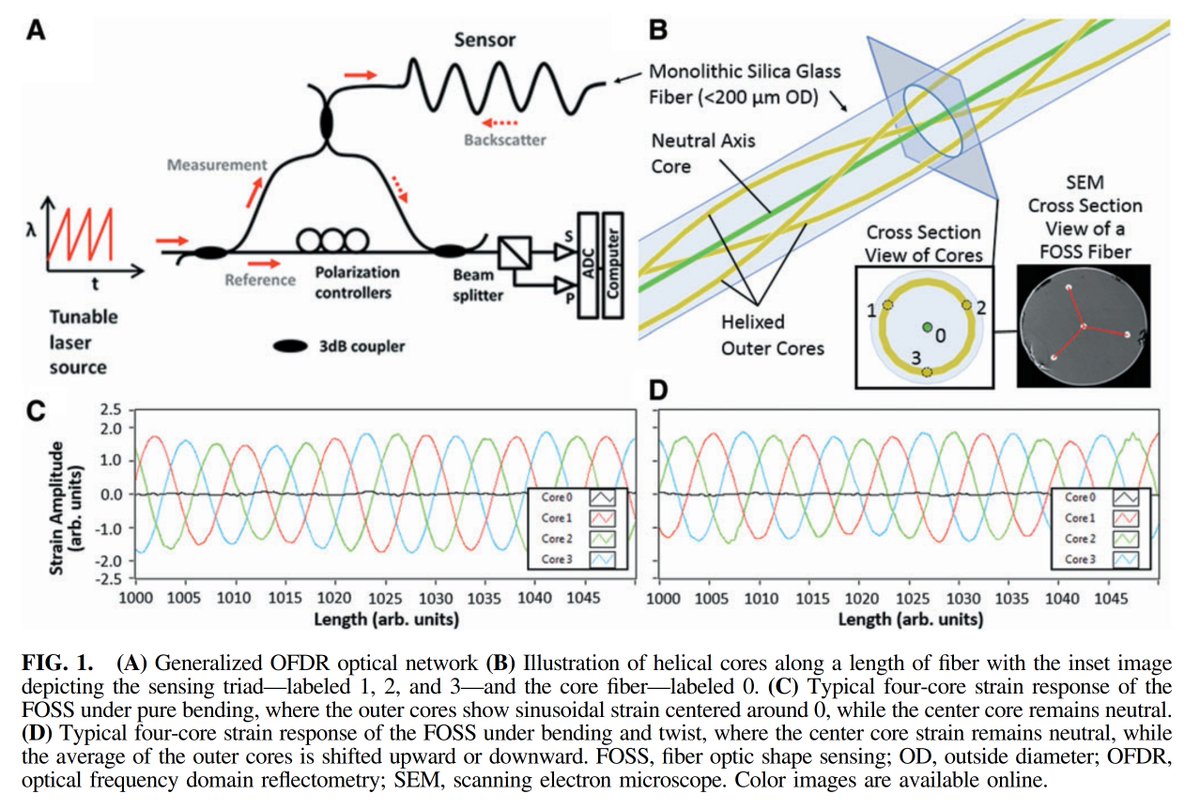 A
Sensor
Backscatter
Measurement
λ
t
Tunable
laser
source
Reference
Polarization
controllers
Beam
splitter
S
P
ADC
Computer
3dB coupler
B
Monolithic Silica Glass
Fiber (<200 µm OD)
Neutral Axis
Core
Helixed
Outer Cores
Cross Section
View of Cores
1
2
0
3
SEM
Cross Section
View of a
FOSS Fiber
C
Strain Amplitude
(arb. units)
2.5
2.0
1.0
0.0
-1.0
-2.0
-2.5
Core 0
Core 1
Core 2
Core 3
1000 1005 1010 1015 1020 1025 1030 1035 1040 1045
Length (arb. units)
D
Core 0
Core 1
Core 2
Core 3
1000 1005 1010 1015 1020 1025 1030 1035 1040 1045
Length (arb. units)
FIG. 1. (A) Generalized OFDR optical network (B) Illustration of helical cores along a length of fiber with the inset image
depicting the sensing triad—labeled 1, 2, and 3—and the core fiber—labeled 0. (C) Typical four-core strain response of the
FOSS under pure bending, where the outer cores show sinusoidal strain centered around 0, while the center core remains neutral.
(D) Typical four-core strain response of the FOSS under bending and twist, where the center core strain remains neutral, while
the average of the outer cores is shifted upward or downward. FOSS, fiber optic shape sensing; OD, outside diameter; OFDR,
optical frequency domain reflectometry; SEM, scanning electron microscope. Color images are available online.